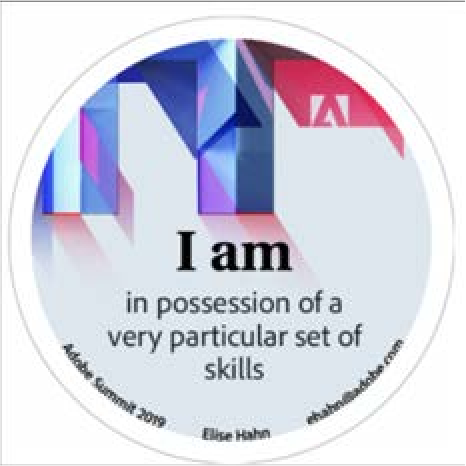 I am
in possession of a
very particular set of
skills
Adobe Summit 2019
Elise Hahn
ehahn@adobe.com